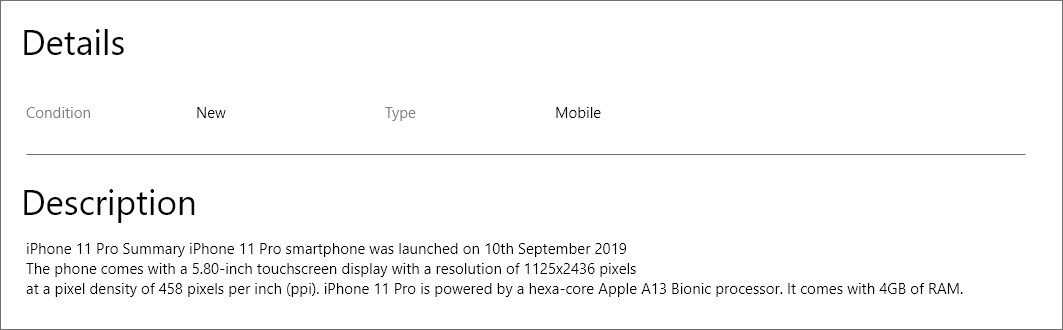 Details
Condition New Type Mobile
Description
iPhone 11 Pro Summary iPhone 11 Pro smartphone was launched on 10th September 2019
The phone comes with a 5.80-inch touchscreen display with a resolution of 1125x2436 pixels
at a pixel density of 458 pixels per inch (ppi). iPhone 11 Pro is powered by a hexa-core Apple A13 Bionic processor. It comes with 4GB of RAM.